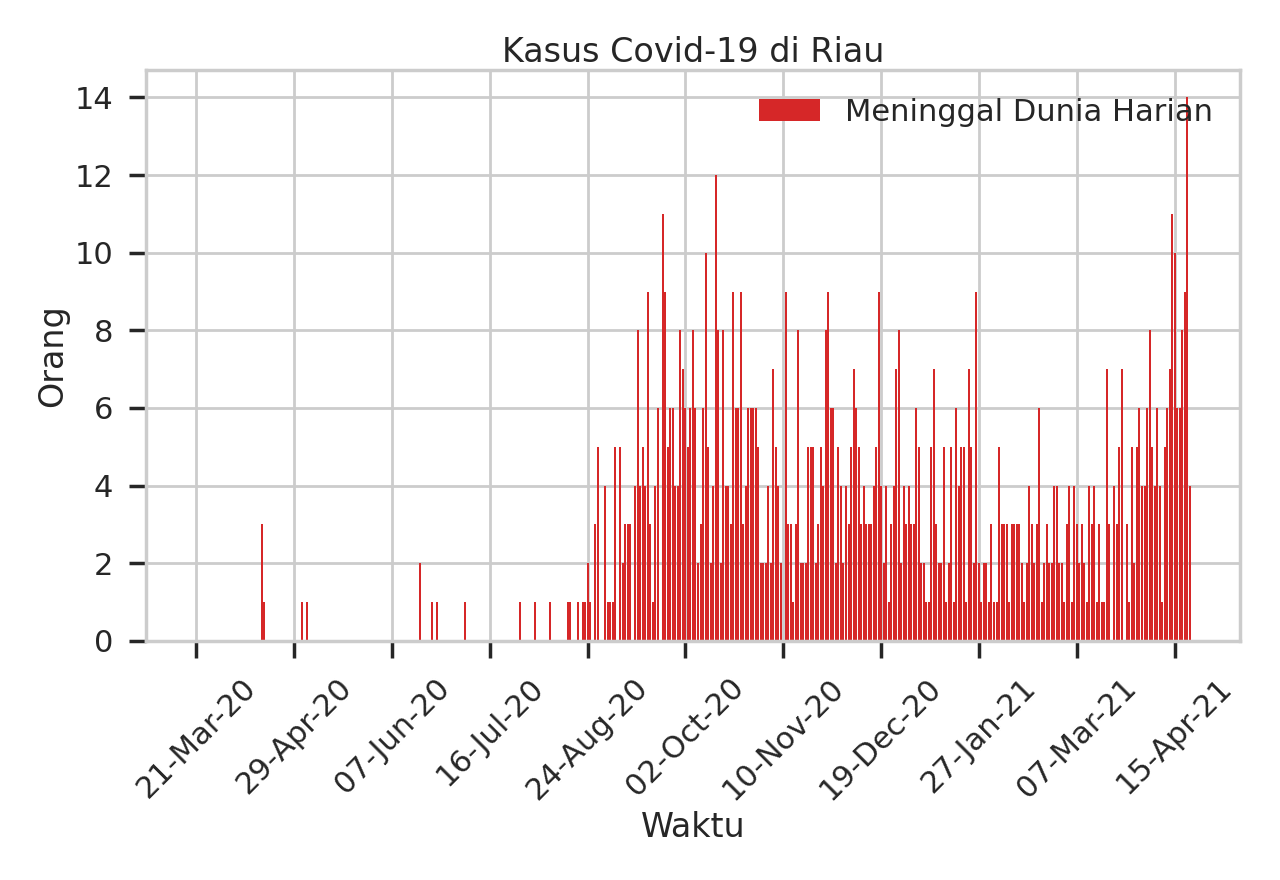 Kasus Covid-19 di Riau
Meninggal Dunia Harian
14
12
10
8
6
4
2
0
Orang
21-Mar-20
29-Apr-20
07-Jun-20
16-Jul-20
24-Aug-20
02-Oct-20
10-Nov-20
19-Dec-20
27-Jan-21
07-Mar-21
15-Apr-21
Waktu